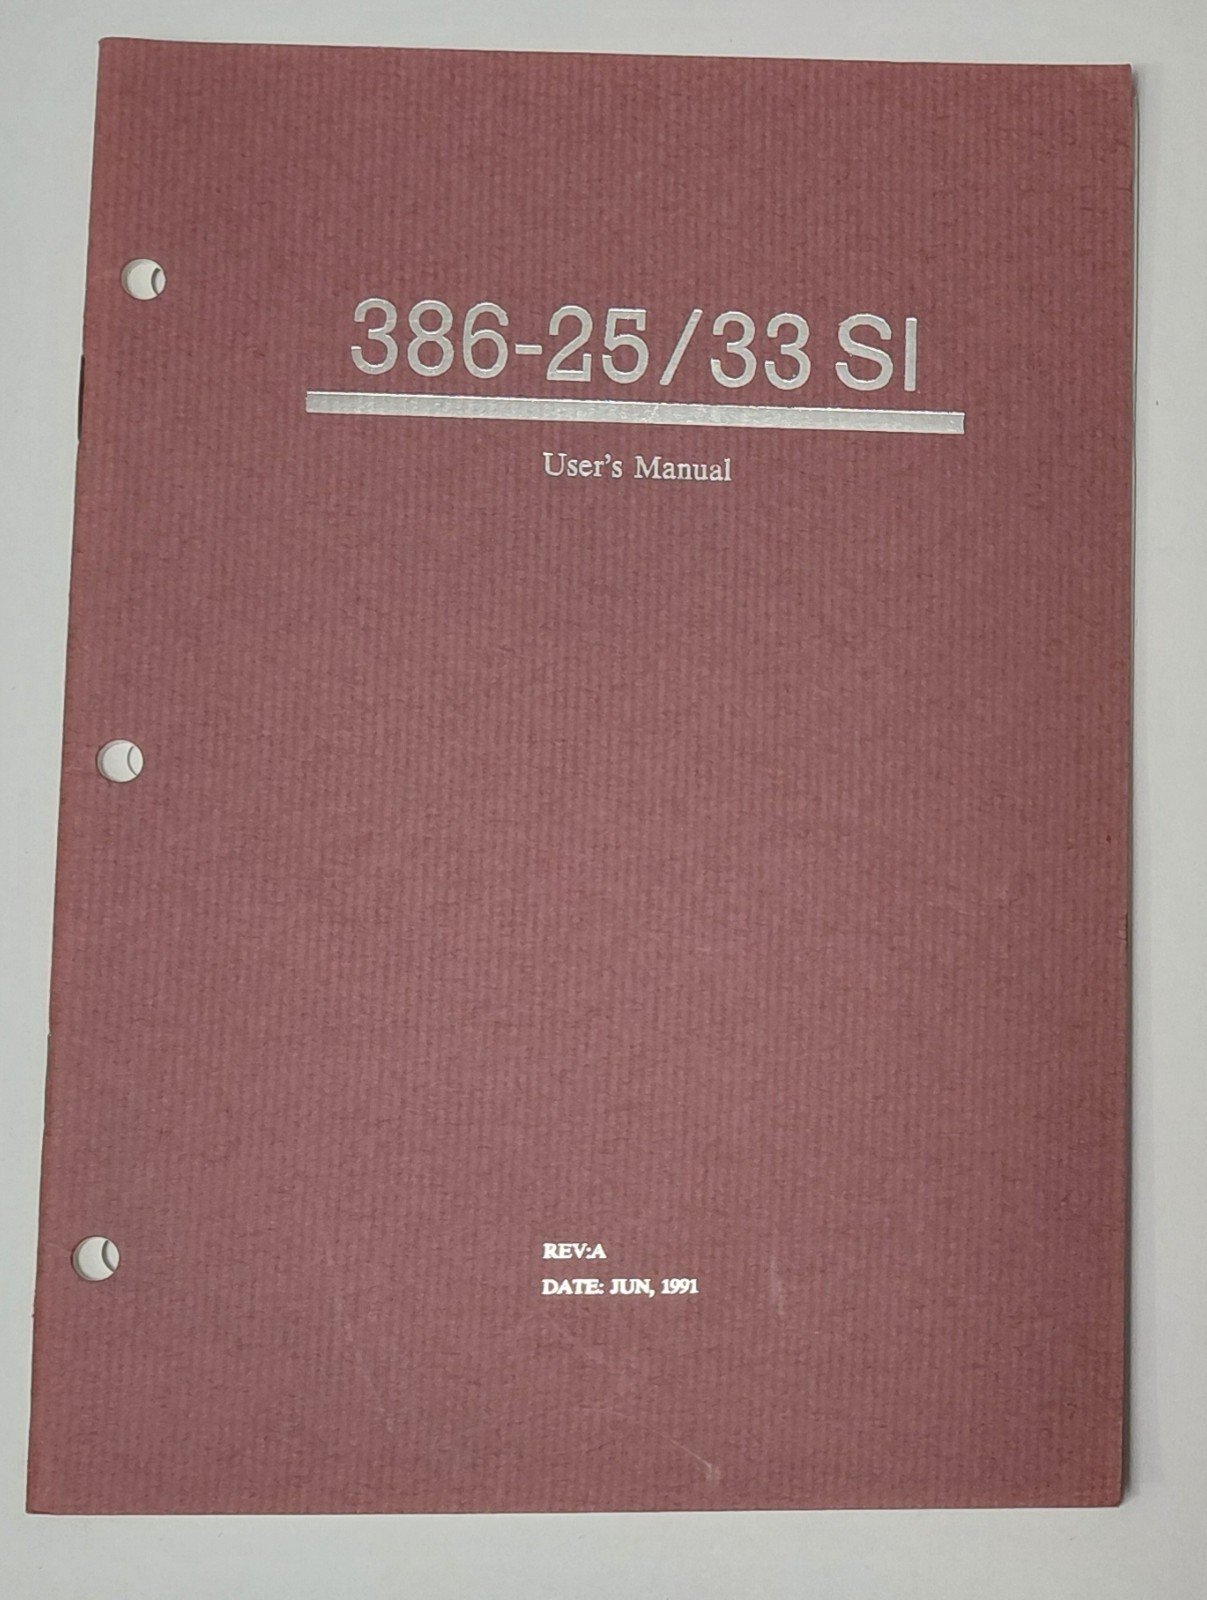 386-25/33 SI
User's Manual
REV:A
DATE: JUN, 1991